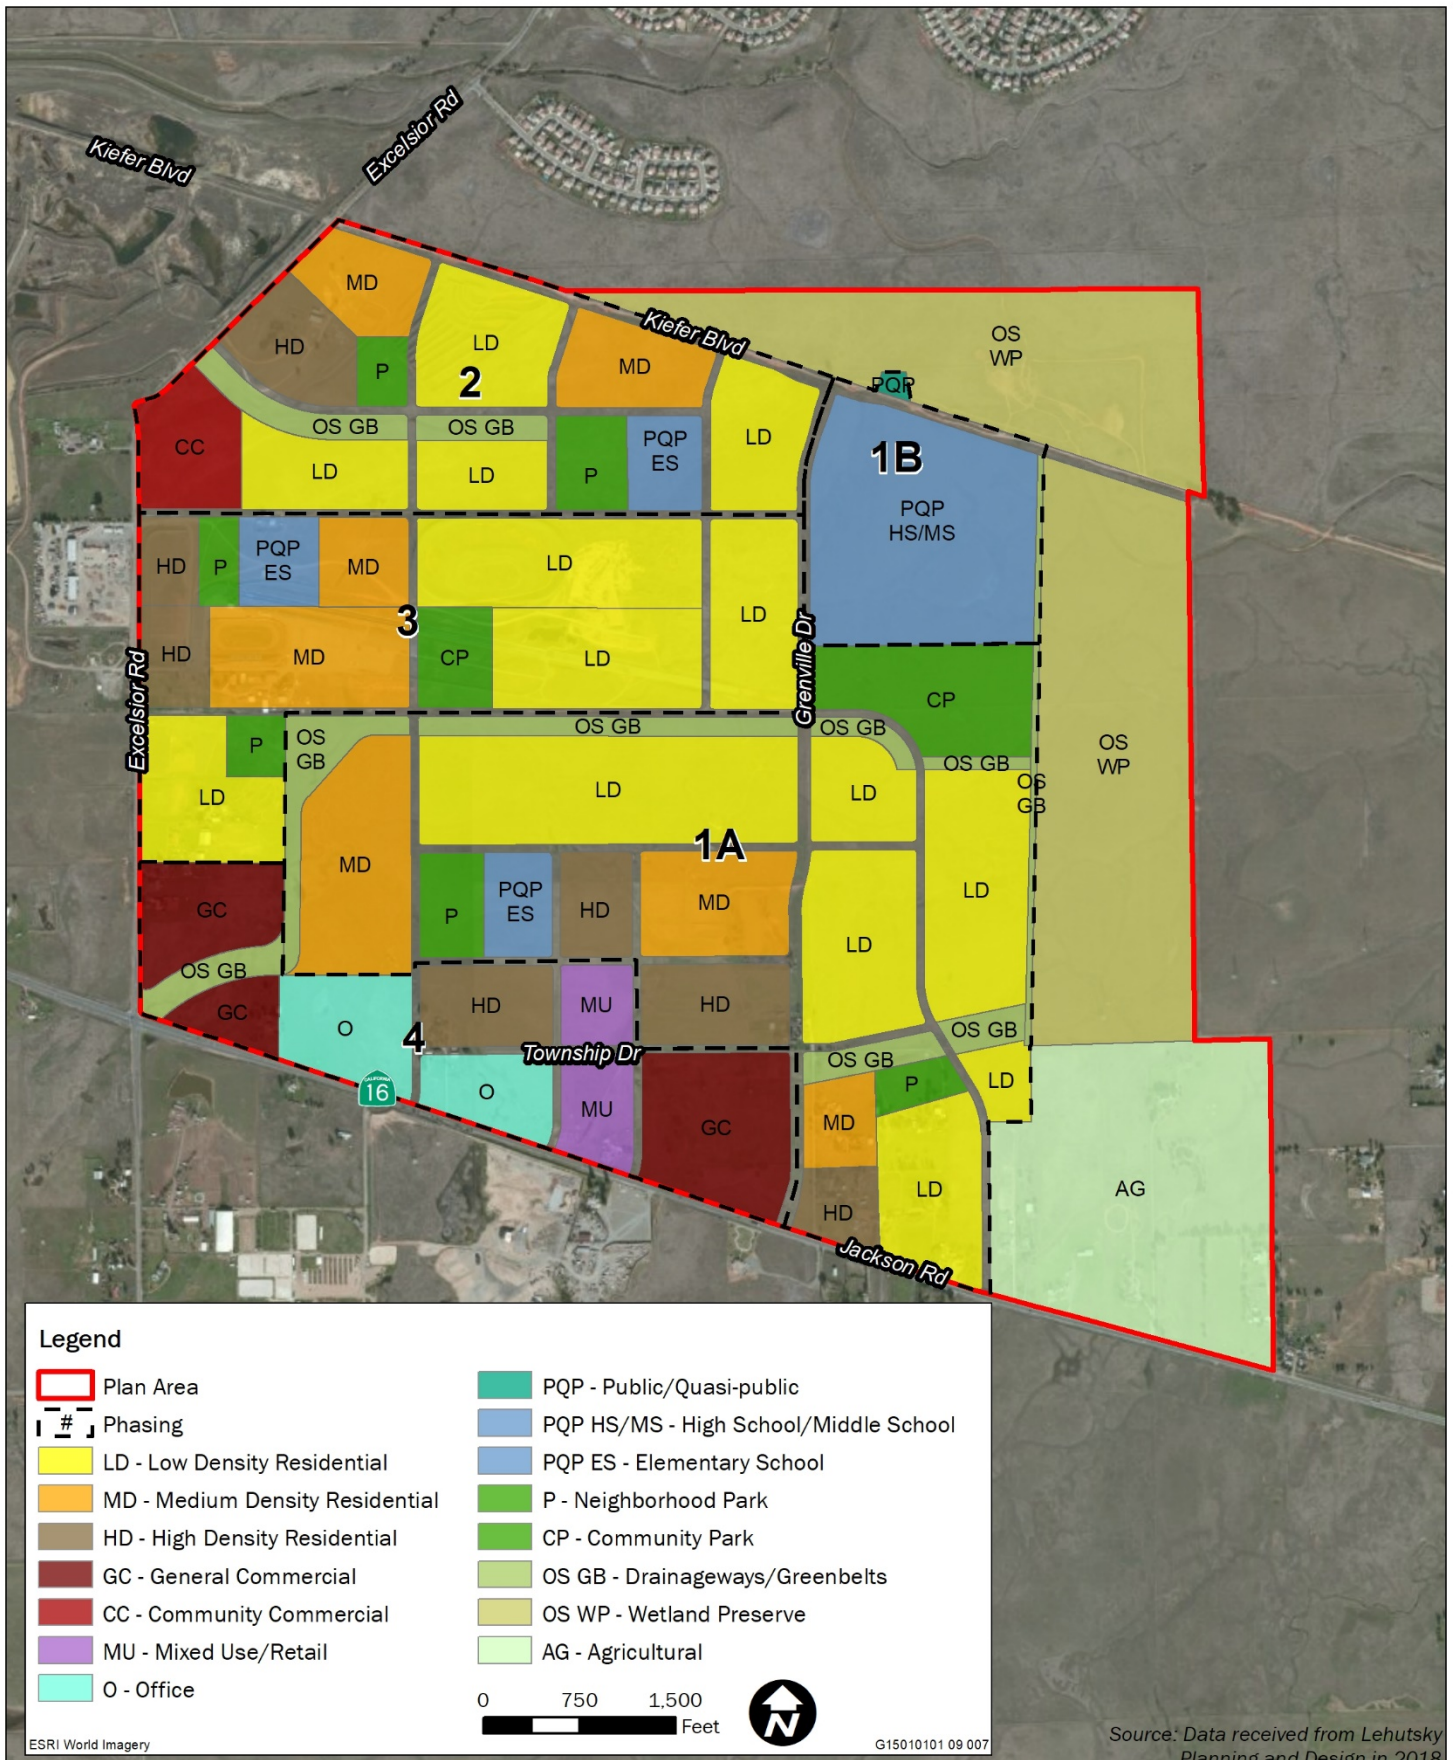 Kiefer Blvd
Excelsior Rd
MD
HD
P
LD
2
MD
Kiefer Blvd
OS
WP
PQP
CC
OS GB
OS GB
LD
LD
P
PQP
ES
LD
1B
PQP
HS/MS
HD
P
PQP
ES
MD
LD
LD
3
HD
MD
CP
LD
Grenville Dr
Excelsior Rd
CP
LD
P
OS
GB
OS GB
OS GB
OS GB
OS
GB
OS
WP
LD
LD
MD
1A
GC
P
PQP
ES
HD
MD
LD
LD
OS GB
GC
O
4
HD
MU
HD
Township Dr
OS GB
OS GB
O
MU
GC
MD
P
LD
HD
LD
AG
CALIFORNIA
16
Jackson Rd
Legend
Plan Area
# Phasing
LD - Low Density Residential
MD - Medium Density Residential
HD - High Density Residential
GC - General Commercial
CC - Community Commercial
MU - Mixed Use/Retail
O - Office
PQP - Public/Quasi-public
PQP HS/MS - High School/Middle School
PQP ES - Elementary School
P - Neighborhood Park
CP - Community Park
OS GB - Drainageways/Greenbelts
OS WP - Wetland Preserve
AG - Agricultural
0 750 1,500
Feet
N
ESRI World Imagery
G15010101 09 007
Source: Data received from Lehutsky
Planning and Design in 2018